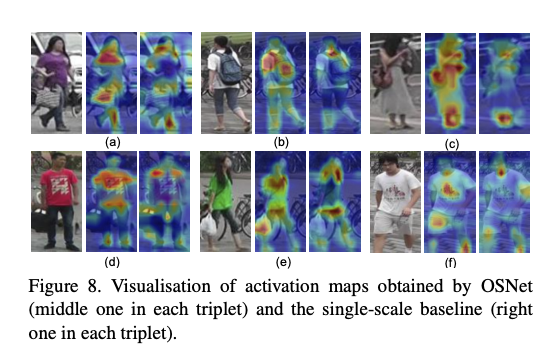 (a)
(b)
(c)
(d)
(e)
(f)
Figure 8. Visualisation of activation maps obtained by OSNet
(middle one in each triplet) and the single-scale baseline (right
one in each triplet).